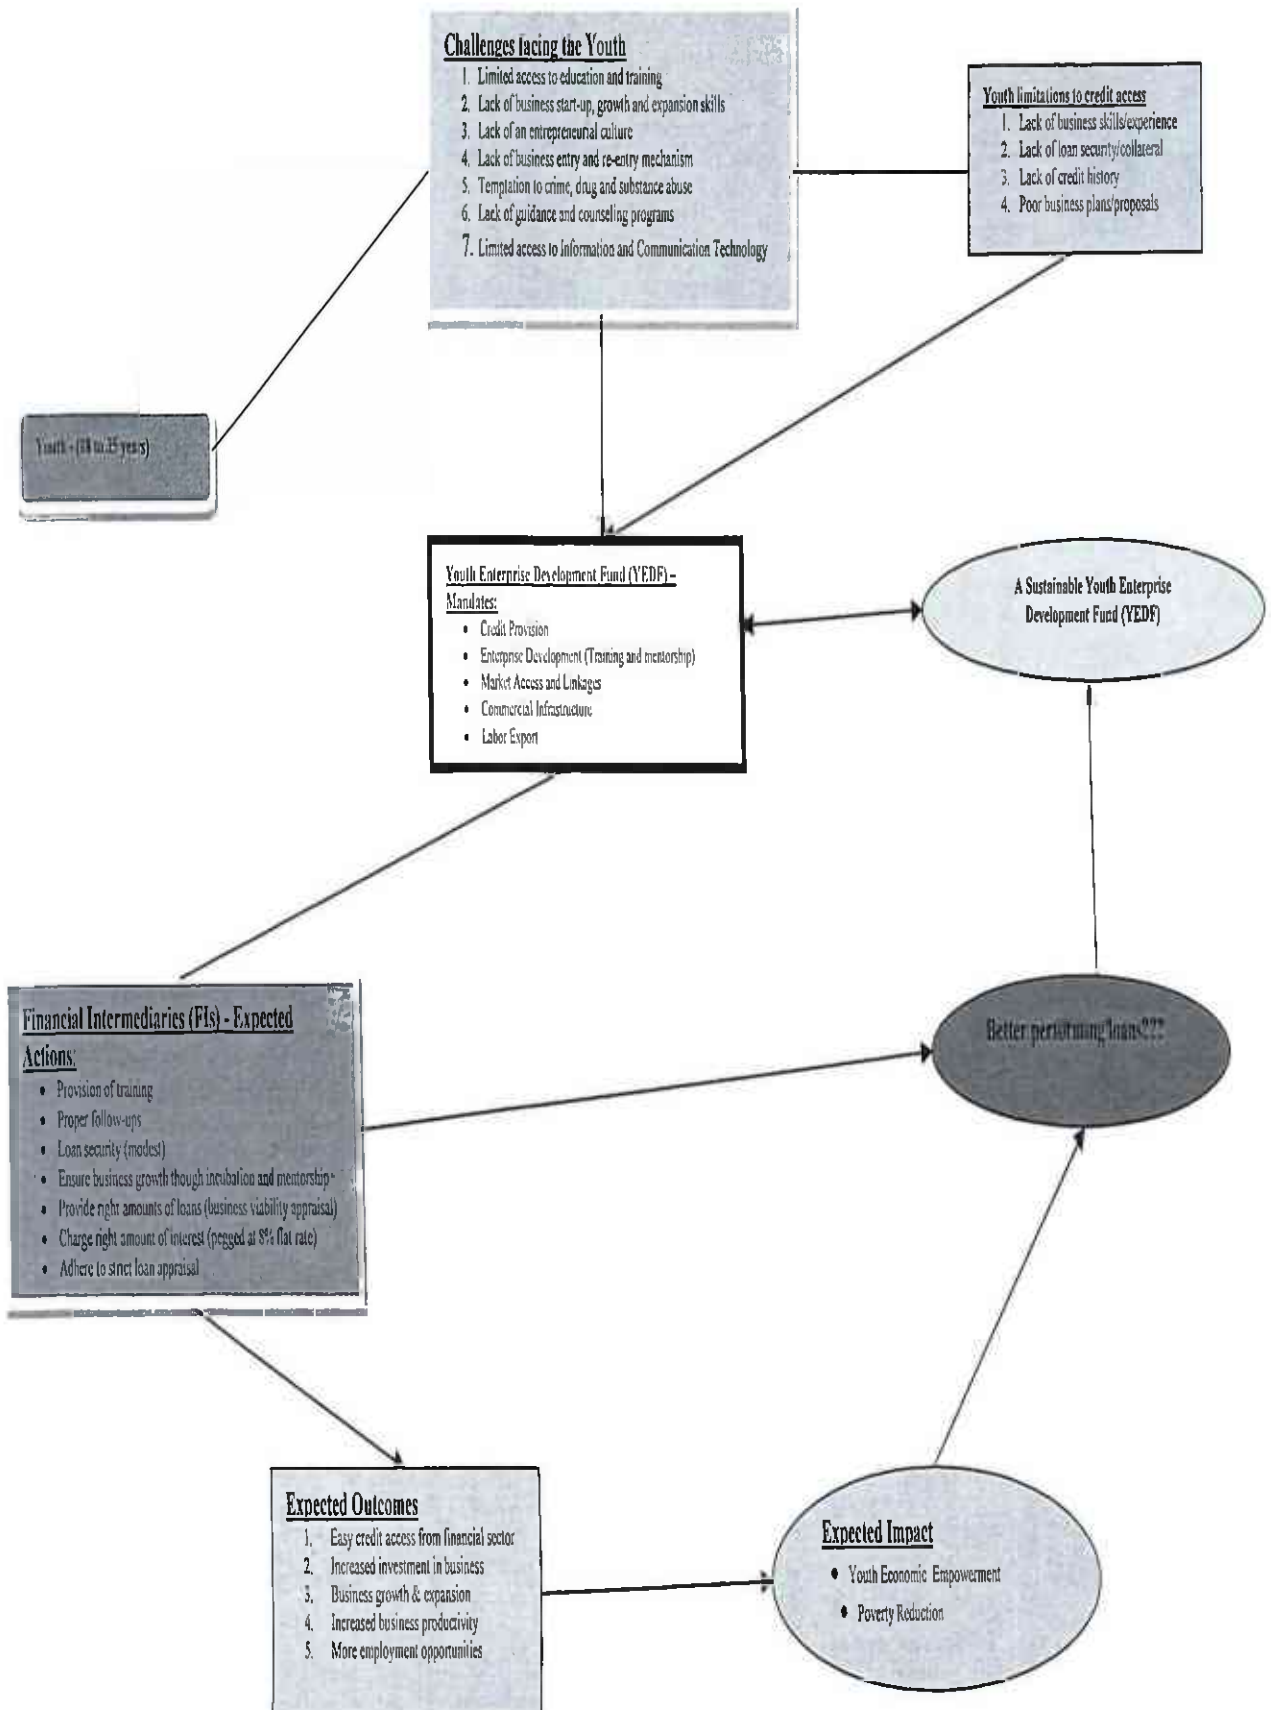 Challenges facing the Youth
1. Limited access to education and training
2. Lack of business start-up, growth and expansion skills
3. Lack of an entrepreneurial culture
4. Lack of business entry and re-entry mechanism
5. Temptation to crime, drug and substance abuse
6. Lack of guidance and counseling programs
7. Limited access to Information and Communication Technology
Youth limitations to credit access
1. Lack of business skills/experience
2. Lack of loan security/collateral
3. Lack of credit history
4. Poor business plans/proposals
Youth - (18 to 35 years)
Youth Enterprise Development Fund (YEDF) –
Mandates:
• Credit Provision
• Enterprise Development (Training and mentorship)
• Market Access and Linkages
• Commercial Infrastructure
• Labor Export
A Sustainable Youth Enterprise
Development Fund (YEDF)
Financial Intermediaries (FIs) - Expected
Actions:
• Provision of training
• Proper follow-ups
• Loan security (modest)
• Ensure business growth though incubation and mentorship
• Provide right amounts of loans (business viability appraisal)
• Charge right amount of interest (pegged at 8% flat rate)
• Adhere to strict loan appraisal
Better performing loans???
Expected Outcomes
1. Easy credit access from financial sector
2. Increased investment in business
3. Business growth & expansion
4. Increased business productivity
5. More employment opportunities
Expected Impact
• Youth Economic Empowerment
• Poverty Reduction